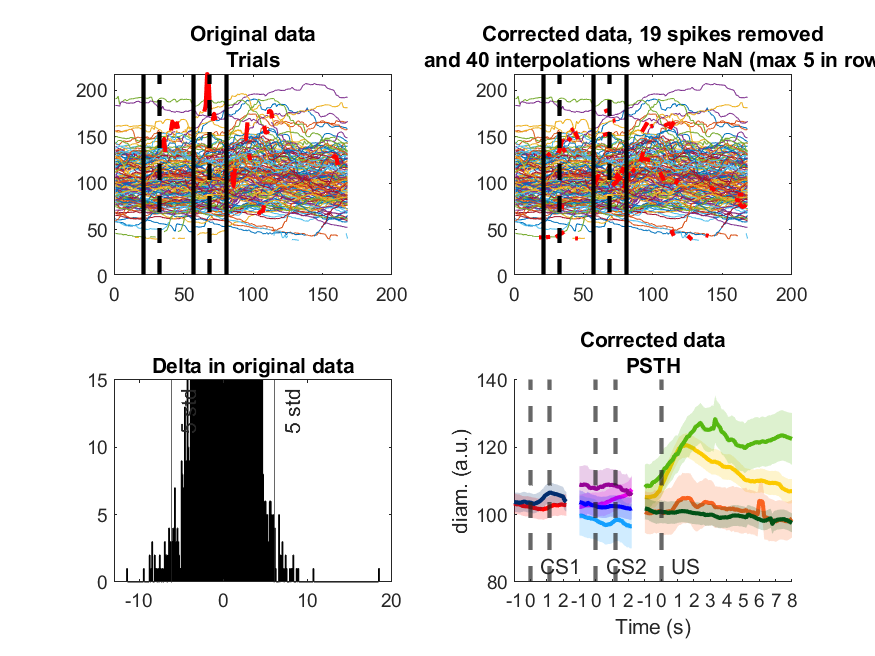 Original data
Trials
200
150
100
50
0
0 50 100 150 200
Corrected data, 19 spikes removed
and 40 interpolations where NaN (max 5 in row
200
150
100
50
0
0 50 100 150 200
Delta in original data
15
10
5
0
5 std
5 std
-10 0 10 20
Corrected data
PSTH
140
120
100
80
diam. (a.u.)
CS1 CS2 US
-1 0 1 2 -1 0 1 2 -1 0 1 2 3 4 5 6 7 8
Time (s)